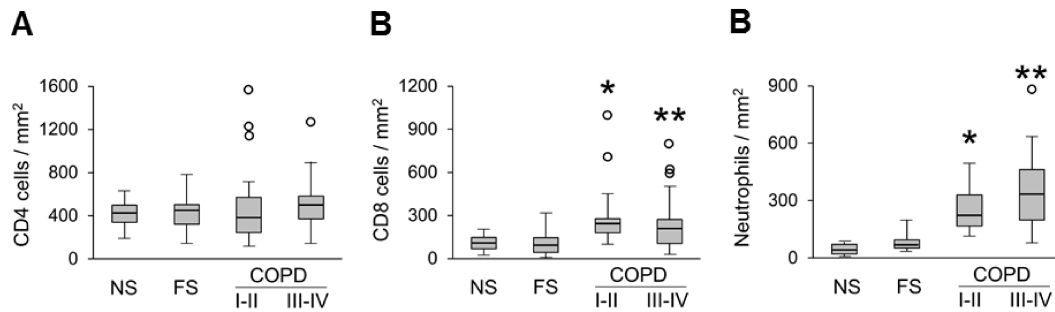 A
CD4 cells / mm²
1600
1200
800
400
0
NS
FS
COPD
I-II
III-IV
B
CD8 cells / mm²
1200
900
600
300
0
*
**
NS
FS
COPD
I-II
III-IV
B
Neutrophils / mm²
900
600
300
0
*
**
NS
FS
COPD
I-II
III-IV